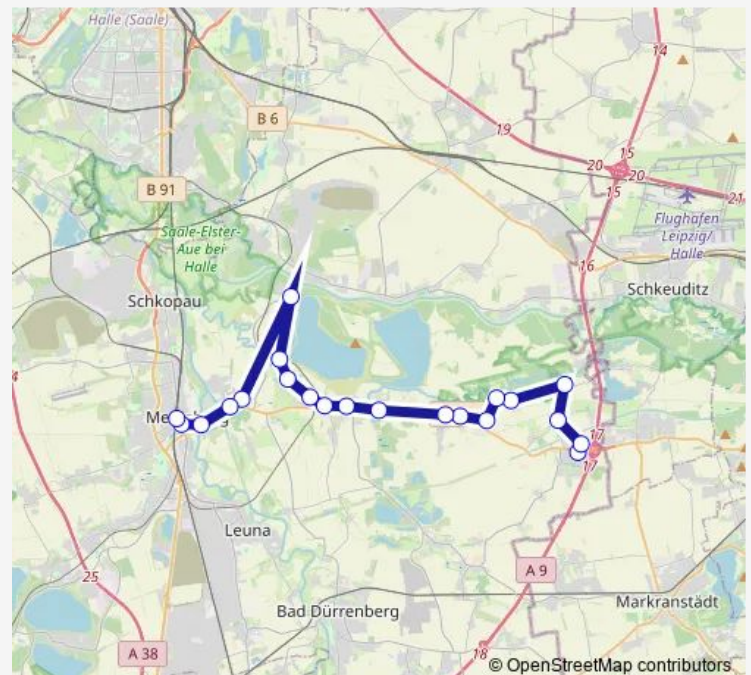 Halle (Saale)
14
B 6
19
15
20
20
15
21
B 91
Flughafen
Leipzig/
Halle
Saale-Elster-
Aue bei
Halle
16
Schkeuditz
Schkopau
17
17
Leuna
A 9
25
Bad Dürrenberg
Markranstädt
A 38
18
© OpenStreetMap contributors